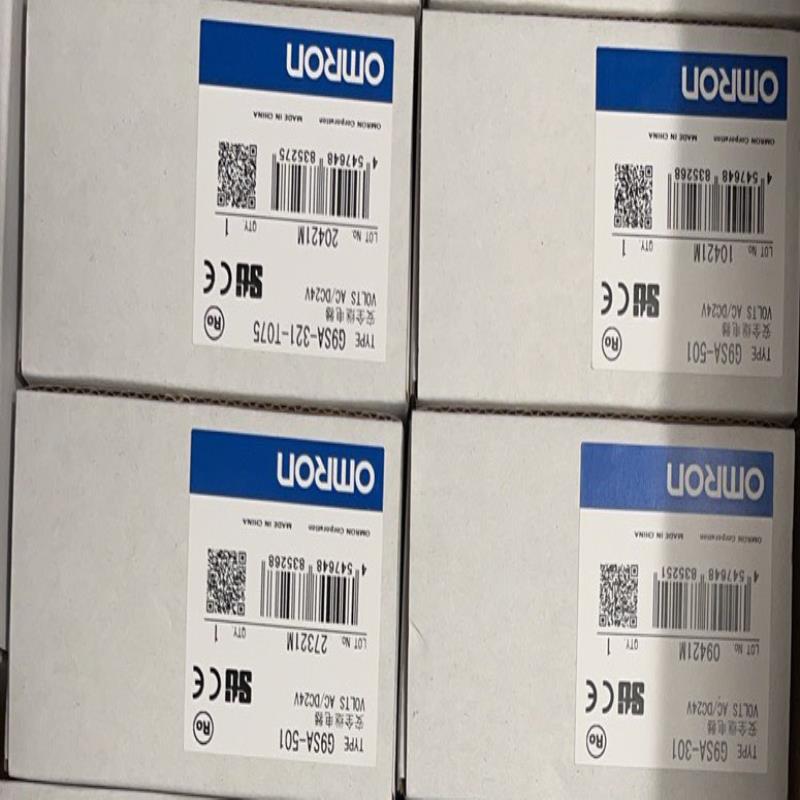 OMRON
TYPE G9SA-321-T075
安全继电器
VOLTS AC/DC24V
LOT No. 20421M QTY. 1
4 547648 835275
OMRON Corporation MADE IN CHINA
OMRON
TYPE G9SA-501
安全继电器
VOLTS AC/DC24V
LOT No. 10421M QTY. 1
4 547648 835268
OMRON Corporation MADE IN CHINA
OMRON
TYPE G9SA-501
安全继电器
VOLTS AC/DC24V
LOT No. 27321M QTY. 1
4 547648 835268
OMRON Corporation MADE IN CHINA
OMRON
TYPE G9SA-301
安全继电器
VOLTS AC/DC24V
LOT No. 09421M QTY. 1
4 547648 835251
OMRON Corporation MADE IN CHINA